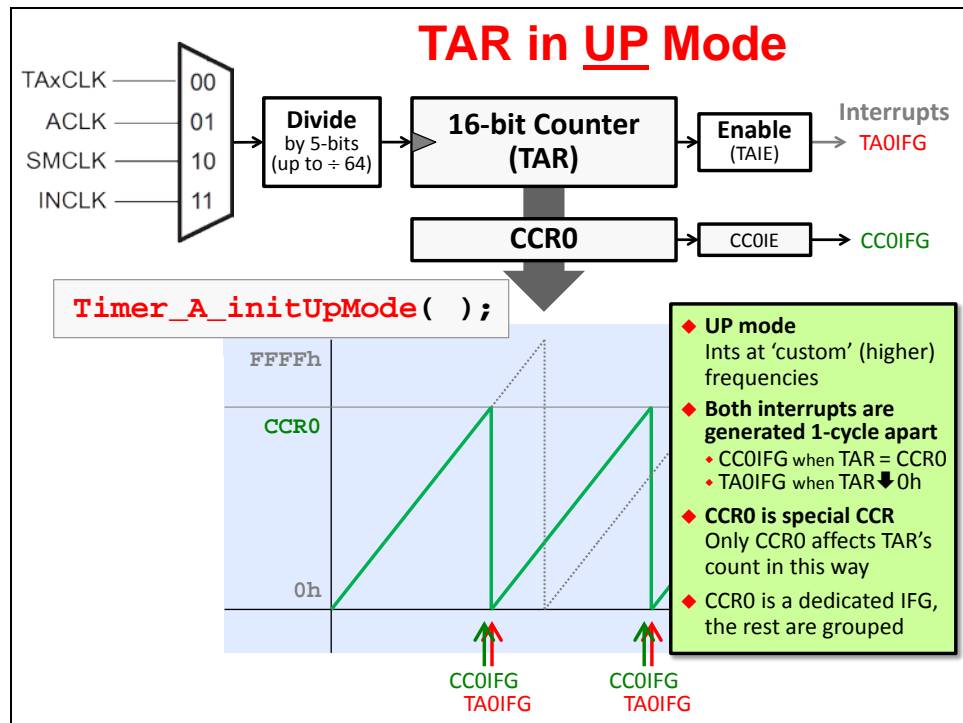 TAR in UP Mode
TAxCLK
00
ACLK
01
SMCLK
10
INCLK
11
Divide
by 5-bits
(up to ÷ 64)
16-bit Counter
(TAR)
Enable
(TAIE)
Interrupts
TA0IFG
CCR0
CC0IE
CC0IFG
Timer_A_initUpMode( );
FFFFh
CCR0
0h
CC0IFG
TA0IFG
CC0IFG
TA0IFG
◆ UP mode
Ints at ‘custom’ (higher)
frequencies
◆ Both interrupts are
generated 1-cycle apart
◆ CC0IFG when TAR = CCR0
◆ TA0IFG when TAR🡇0h
◆ CCR0 is special CCR
Only CCR0 affects TAR’s
count in this way
◆ CCR0 is a dedicated IFG,
the rest are grouped